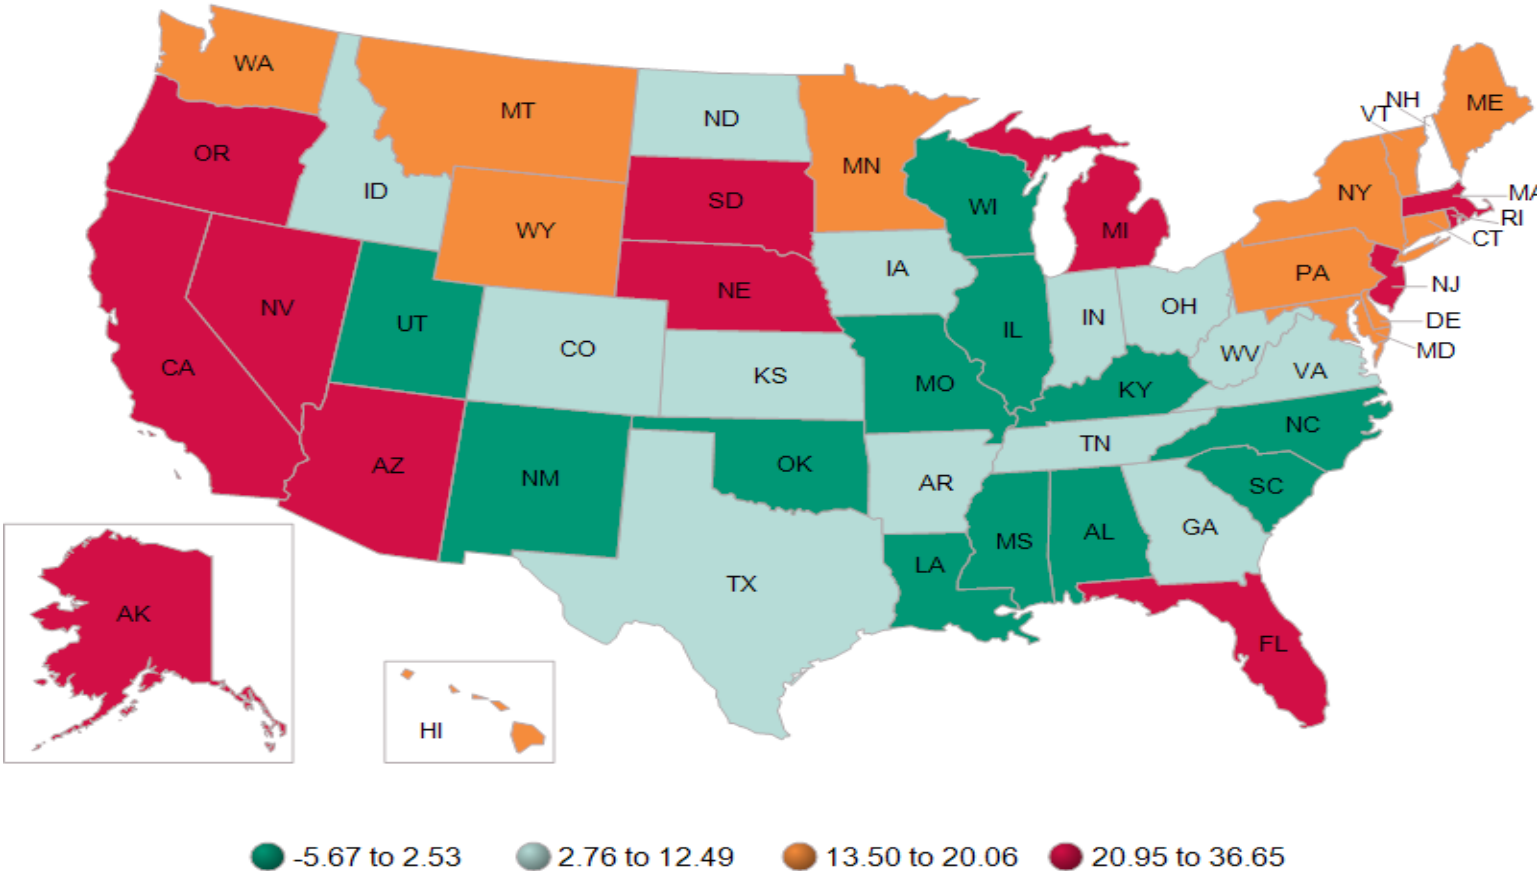 WA
MT
ND
MN
ME
NH
VT
OR
ID
SD
WI
MI
NY
MA
RI
CT
WY
IA
PA
NE
NV
NJ
UT
IL
IN
OH
DE
MD
CO
CA
KS
MO
WV
VA
KY
AZ
NM
OK
TN
NC
AR
SC
GA
MS
AL
LA
TX
AK
FL
HI
-5.67 to 2.53 2.76 to 12.49 13.50 to 20.06 20.95 to 36.65